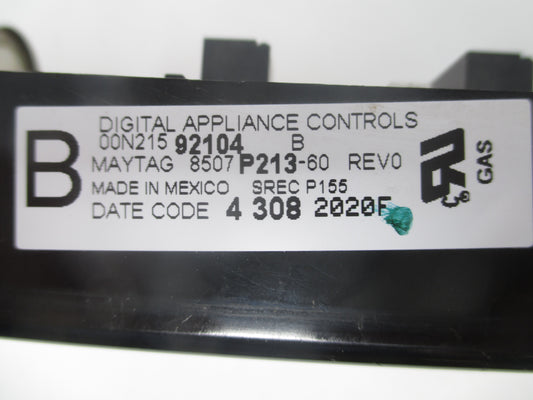 B
DIGITAL APPLIANCE CONTROLS
00N215 92104 B
MAYTAG 8507P213-60 REV0
MADE IN MEXICO SREC P155
DATE CODE 4 308 2020F
GAS